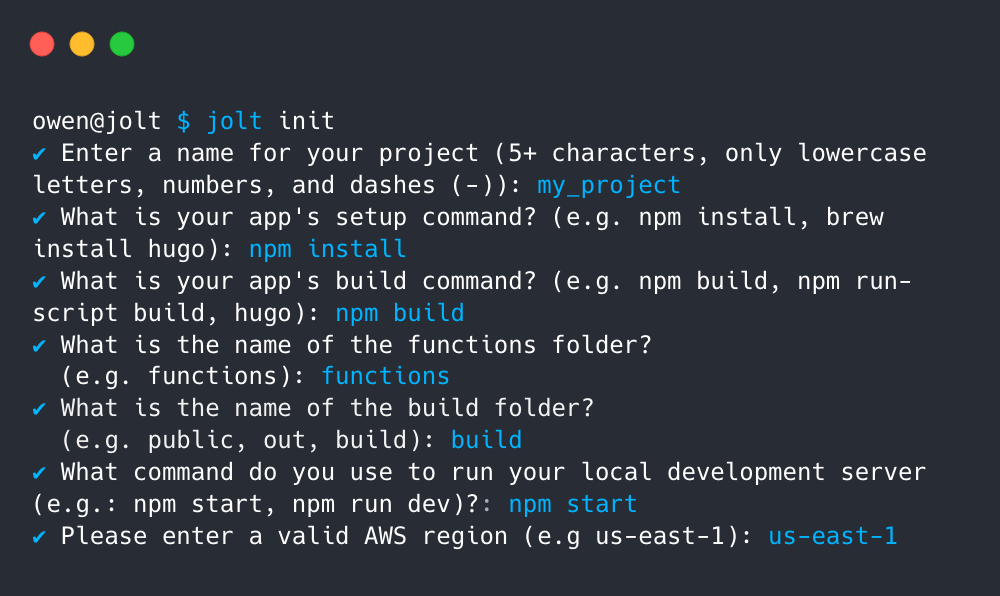 owen@jolt $ jolt init
✔ Enter a name for your project (5+ characters, only lowercase
letters, numbers, and dashes (-)): my_project
✔ What is your app's setup command? (e.g. npm install, brew
install hugo): npm install
✔ What is your app's build command? (e.g. npm build, npm run-
script build, hugo): npm build
✔ What is the name of the functions folder?
(e.g. functions): functions
✔ What is the name of the build folder?
(e.g. public, out, build): build
✔ What command do you use to run your local development server
(e.g.: npm start, npm run dev)?: npm start
✔ Please enter a valid AWS region (e.g us-east-1): us-east-1